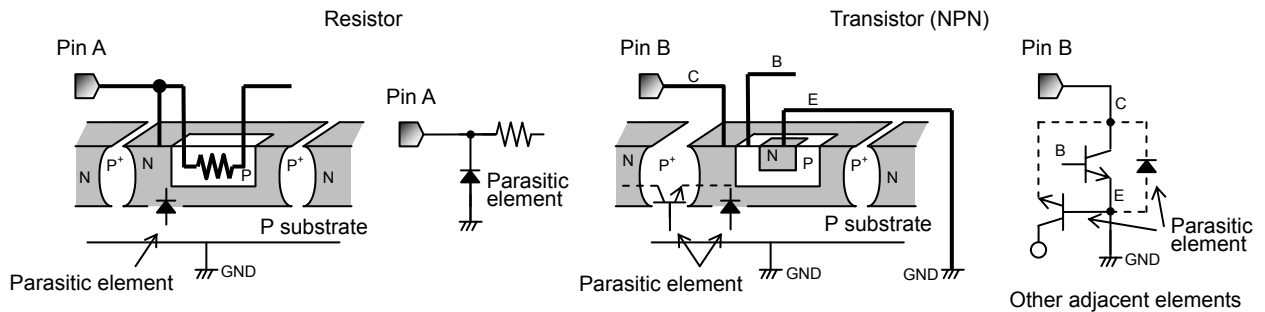 Resistor
Pin A
N
P+
N
P
P+
N
Parasitic element
P substrate
GND
Pin A
Parasitic
element
Transistor (NPN)
Pin B
C
B
E
N
P+
N
N
P
P+
N
Parasitic element
P substrate
GND
GND
Pin B
C
B
E
GND
Parasitic
element
Other adjacent elements